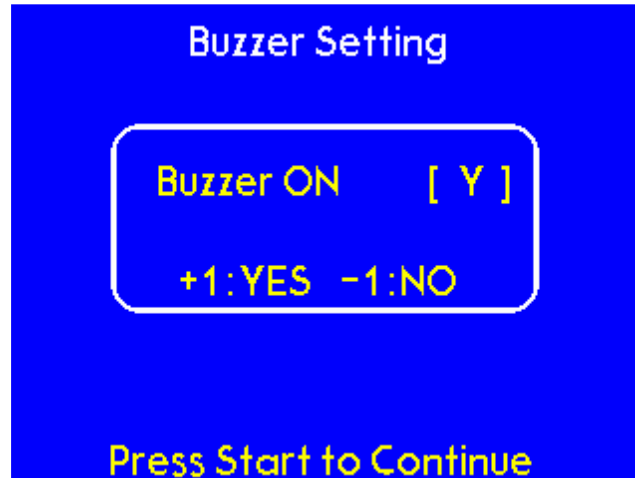 Buzzer Setting
Buzzer ON [ Y ]
+1:YES -1:NO
Press Start to Continue